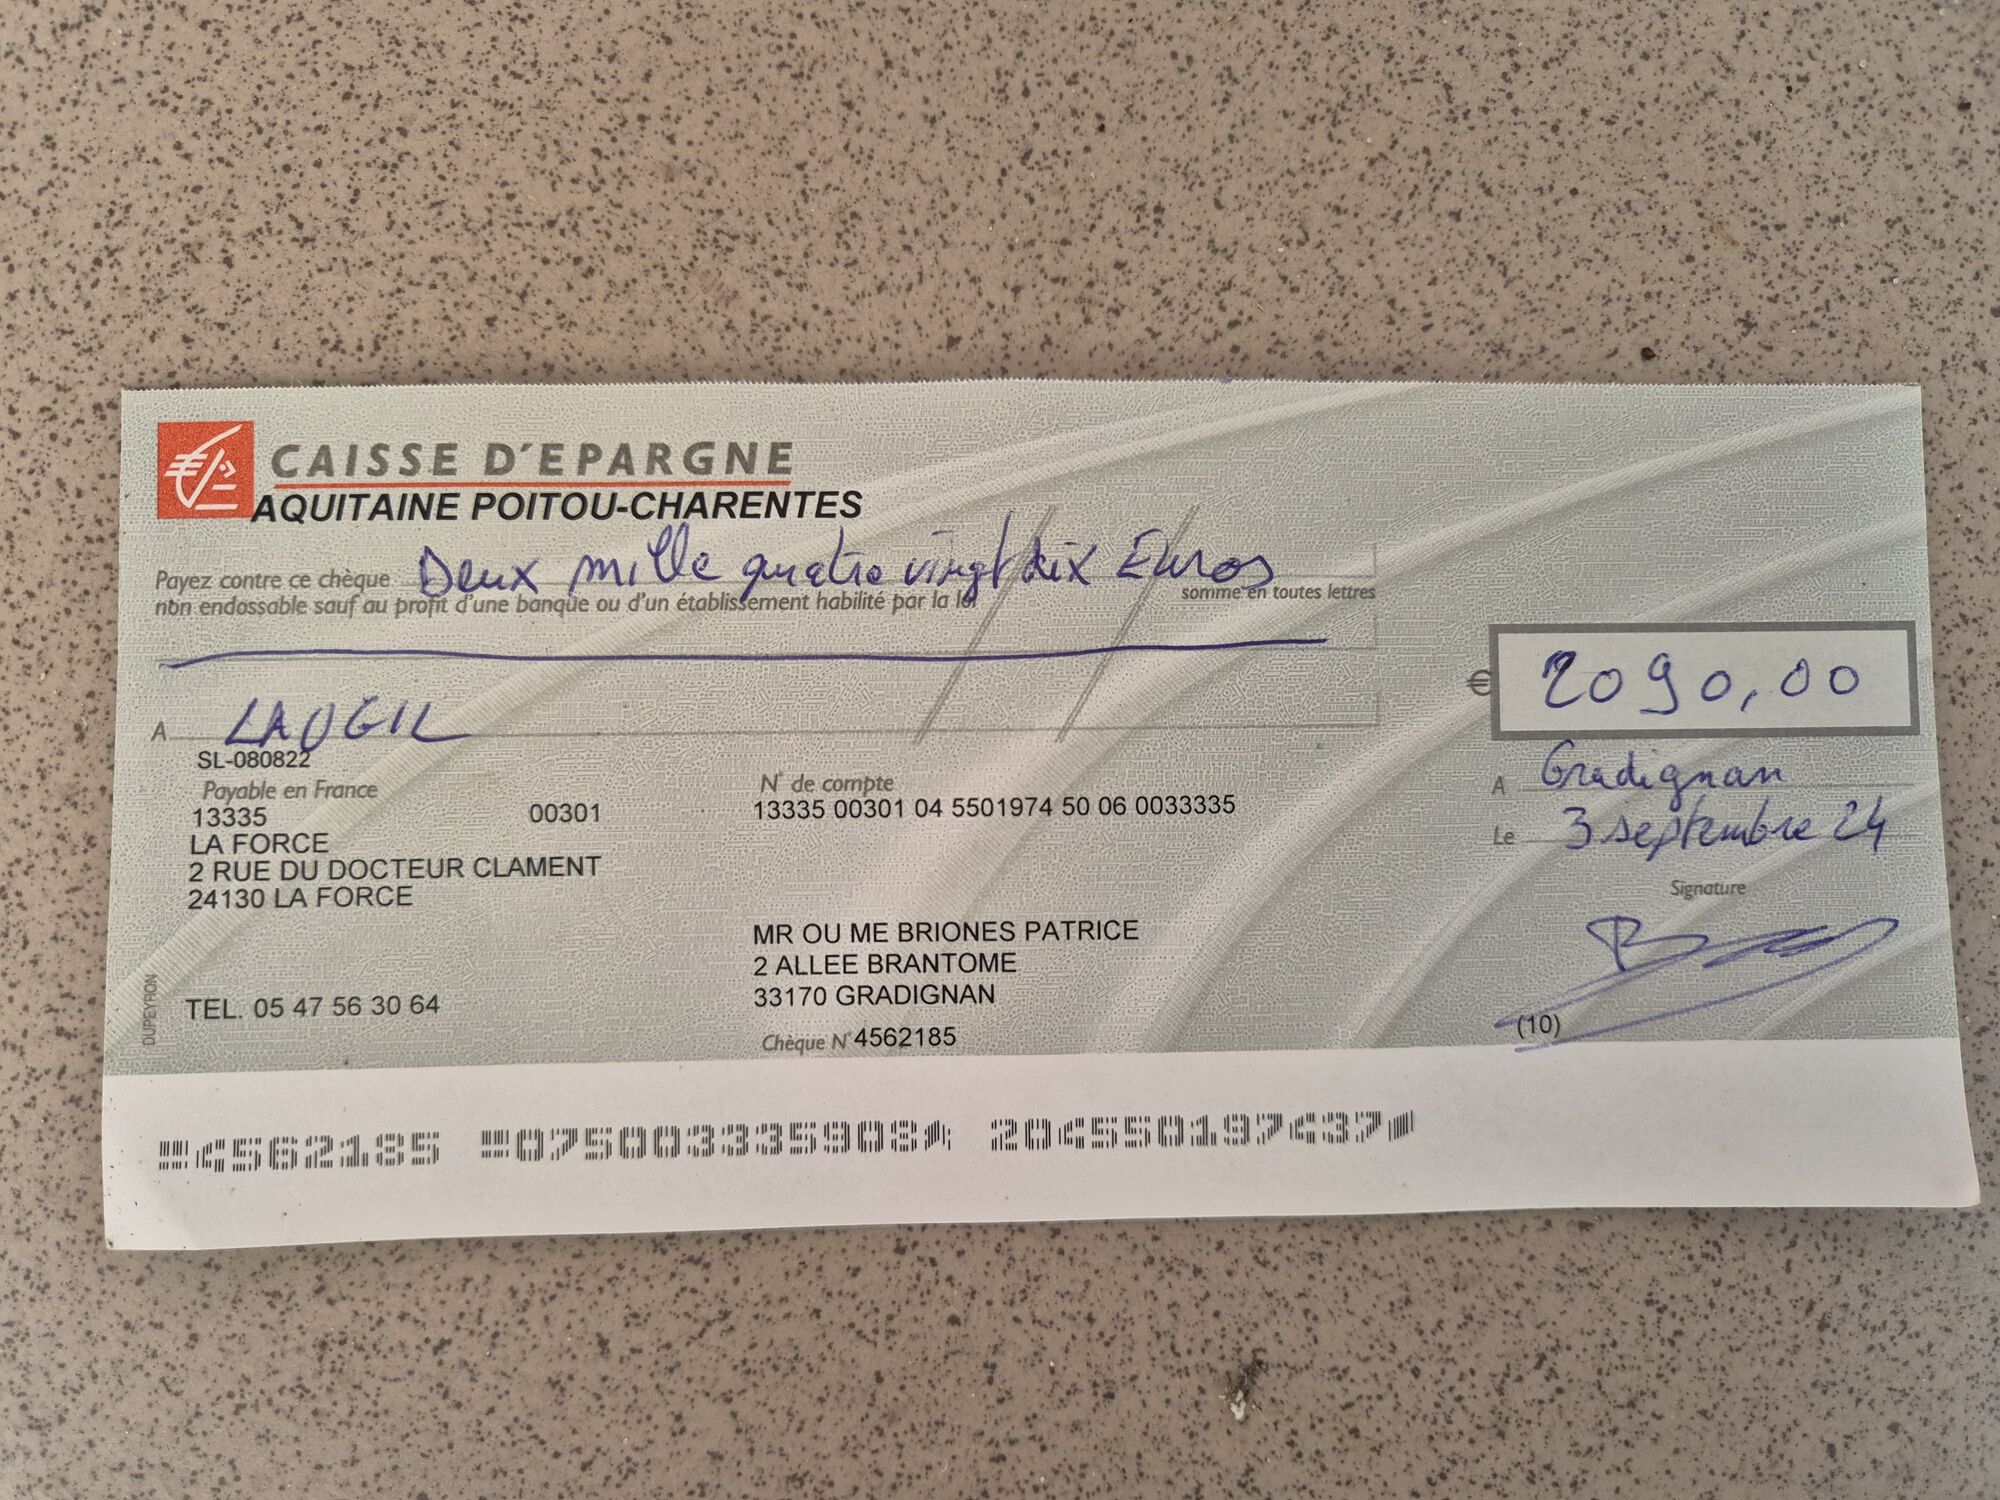 CAISSE D'EPARGNE
AQUITAINE POITOU-CHARENTES
Payez contre ce chèque Deux mille quatre vingt dix Euros
non endossable sauf au profit d'une banque ou d'un établissement habilité par la loi somme en toutes lettres
€ 2090,00
A LAUGIL
SL-080822
A Gradignan
Payable en France N° de compte
13335 00301 13335 00301 04 5501974 50 06 0033335
Le 3 septembre 24
LA FORCE
2 RUE DU DOCTEUR CLAMENT
24130 LA FORCE
Signature
MR OU ME BRIONES PATRICE
2 ALLEE BRANTOME
33170 GRADIGNAN
TEL. 05 47 56 30 64
(10)
Chèque N° 4562185
DUPEYRON
4562185 075003335908 204550197437